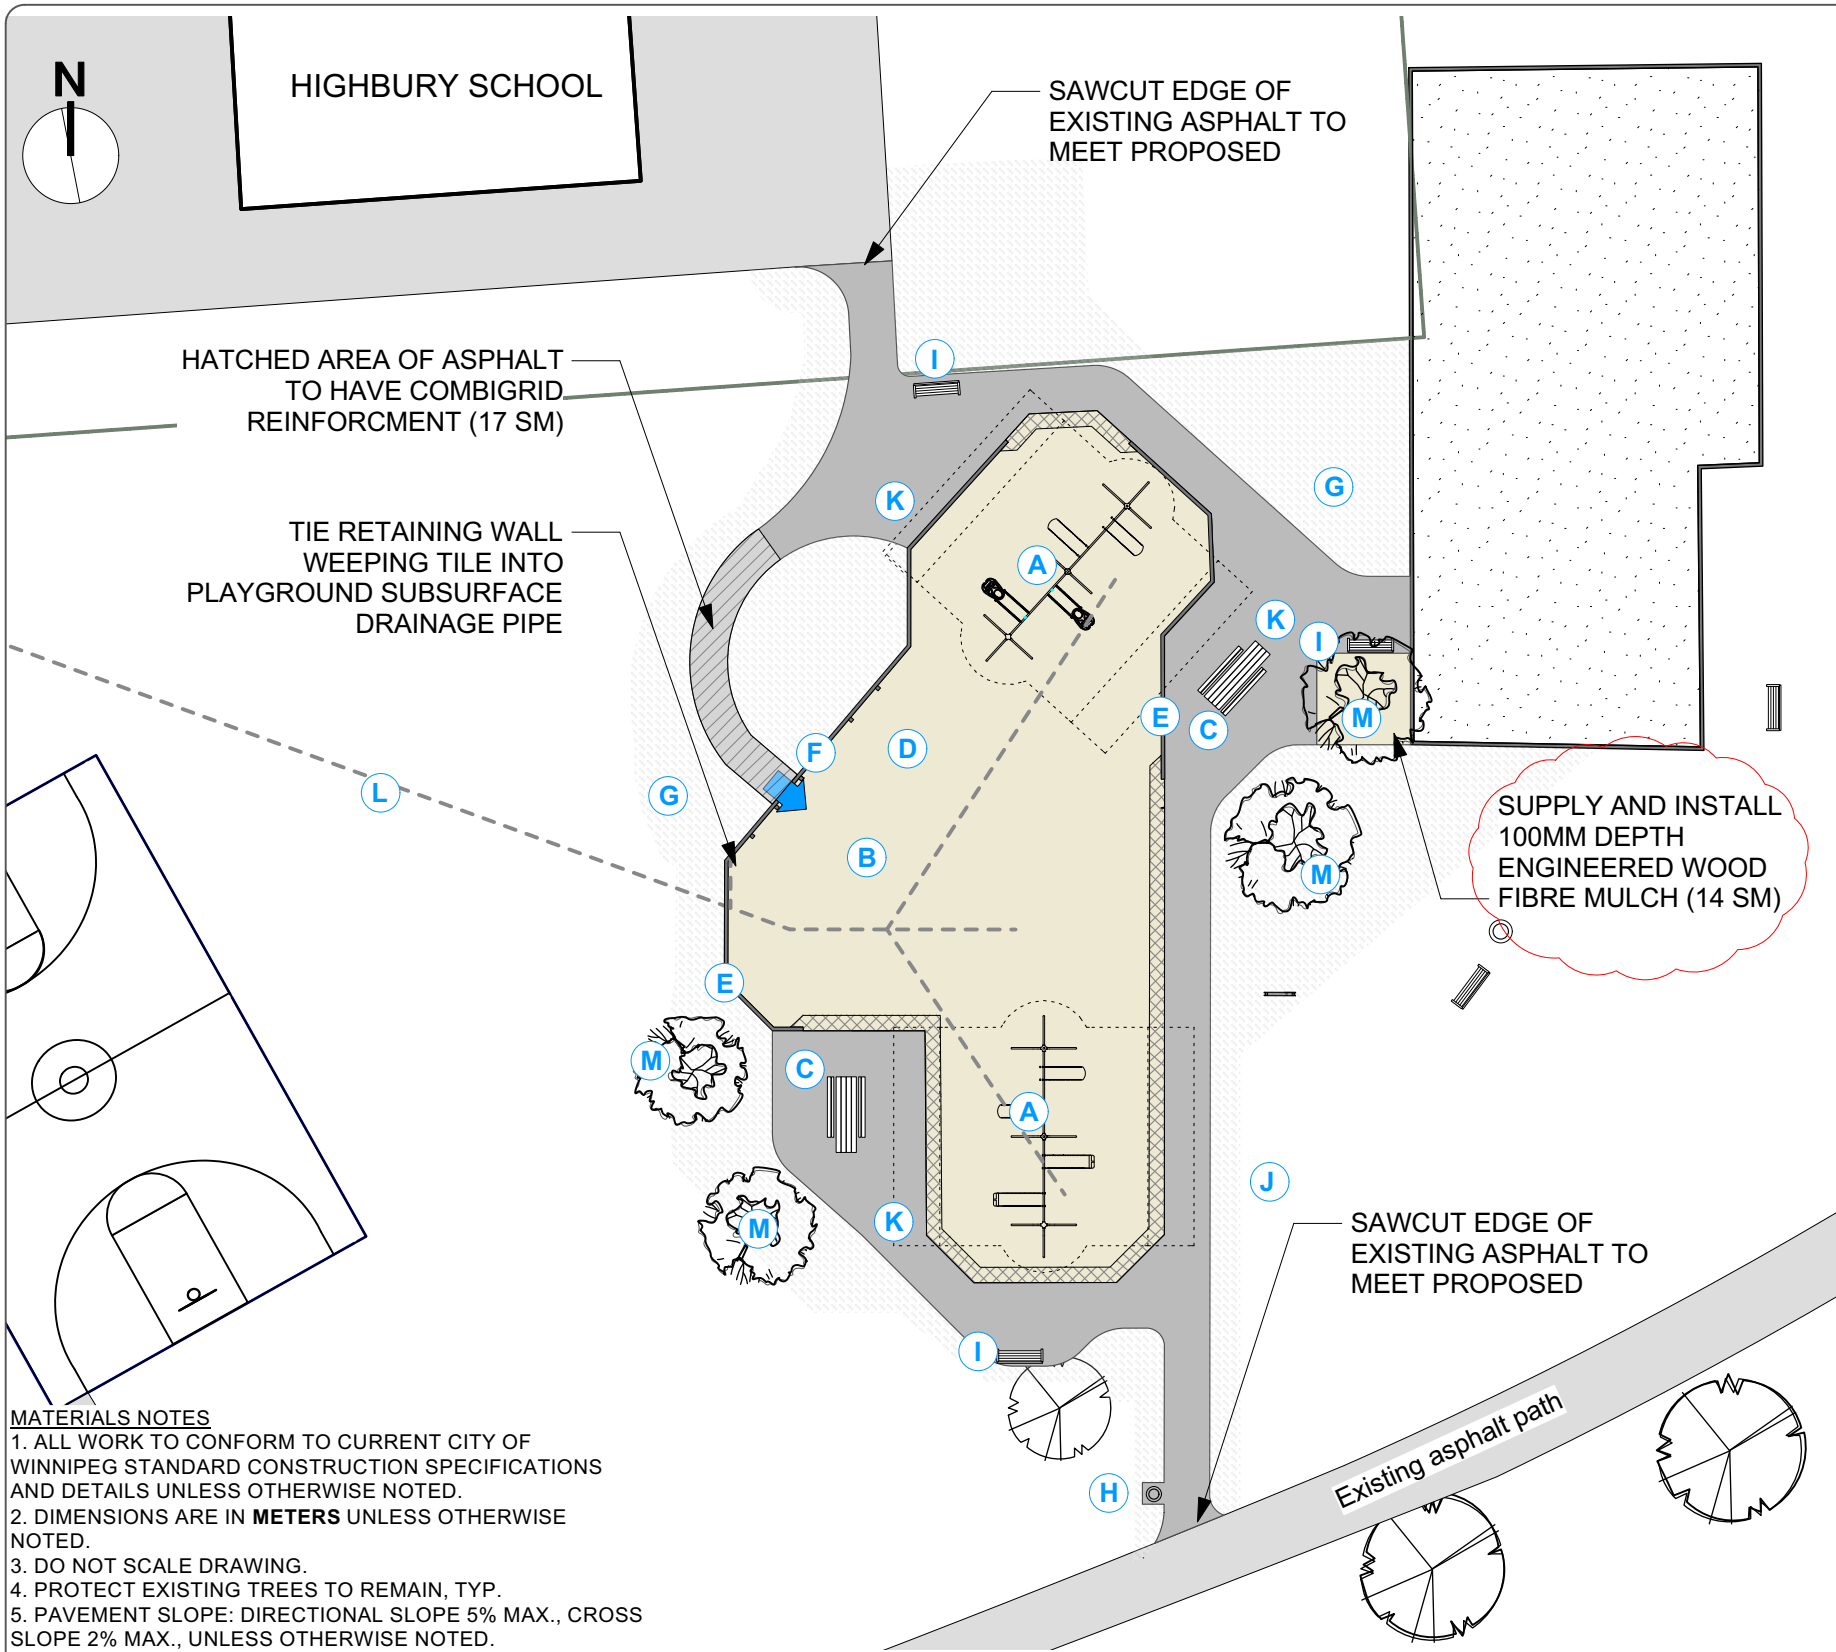 N
HIGHBURY SCHOOL
SAWCUT EDGE OF
EXISTING ASPHALT TO
MEET PROPOSED
HATCHED AREA OF ASPHALT
TO HAVE COMBIGRID
REINFORCMENT (17 SM)
I
G
K
TIE RETAINING WALL
WEEPING TILE INTO
PLAYGROUND SUBSURFACE
DRAINAGE PIPE
A
K
I
M
E
C
F
D
L
G
B
M
SUPPLY AND INSTALL
100MM DEPTH
ENGINEERED WOOD
FIBRE MULCH (14 SM)
E
M
C
A
K
M
J
SAWCUT EDGE OF
EXISTING ASPHALT TO
MEET PROPOSED
I
H
Existing asphalt path
MATERIALS NOTES
1. ALL WORK TO CONFORM TO CURRENT CITY OF
WINNIPEG STANDARD CONSTRUCTION SPECIFICATIONS
AND DETAILS UNLESS OTHERWISE NOTED.
2. DIMENSIONS ARE IN METERS UNLESS OTHERWISE
NOTED.
3. DO NOT SCALE DRAWING.
4. PROTECT EXISTING TREES TO REMAIN, TYP.
5. PAVEMENT SLOPE: DIRECTIONAL SLOPE 5% MAX., CROSS
SLOPE 2% MAX., UNLESS OTHERWISE NOTED.